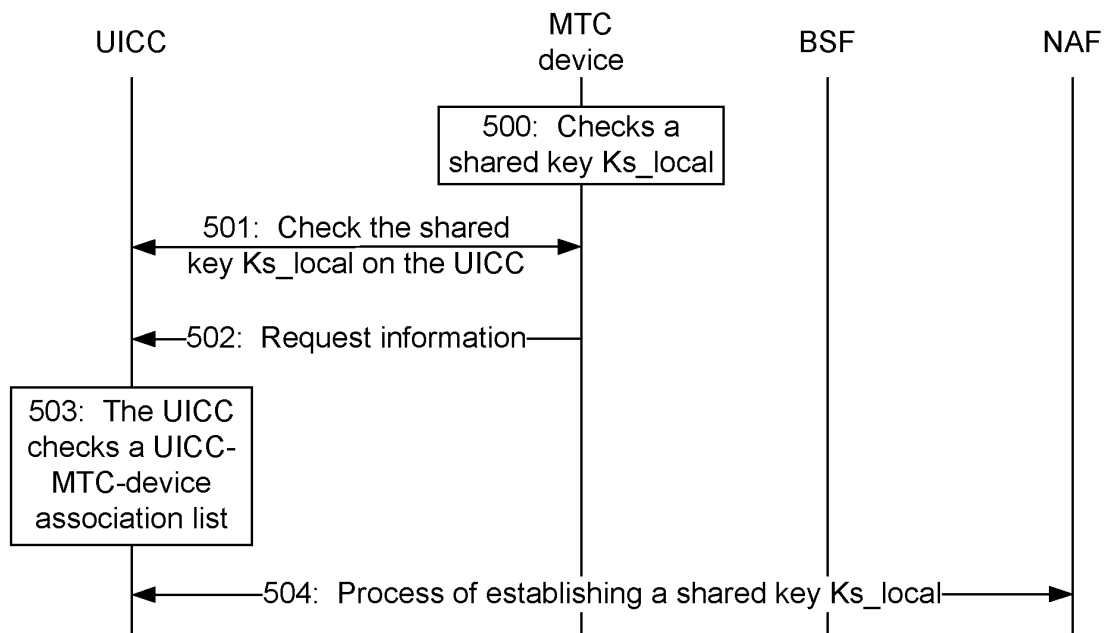 UICC
MTC
device
BSF
NAF
500: Checks a
shared key Ks_local
501: Check the shared
key Ks_local on the UICC
502: Request information
503: The UICC
checks a UICC-
MTC-device
association list
504: Process of establishing a shared key Ks_local